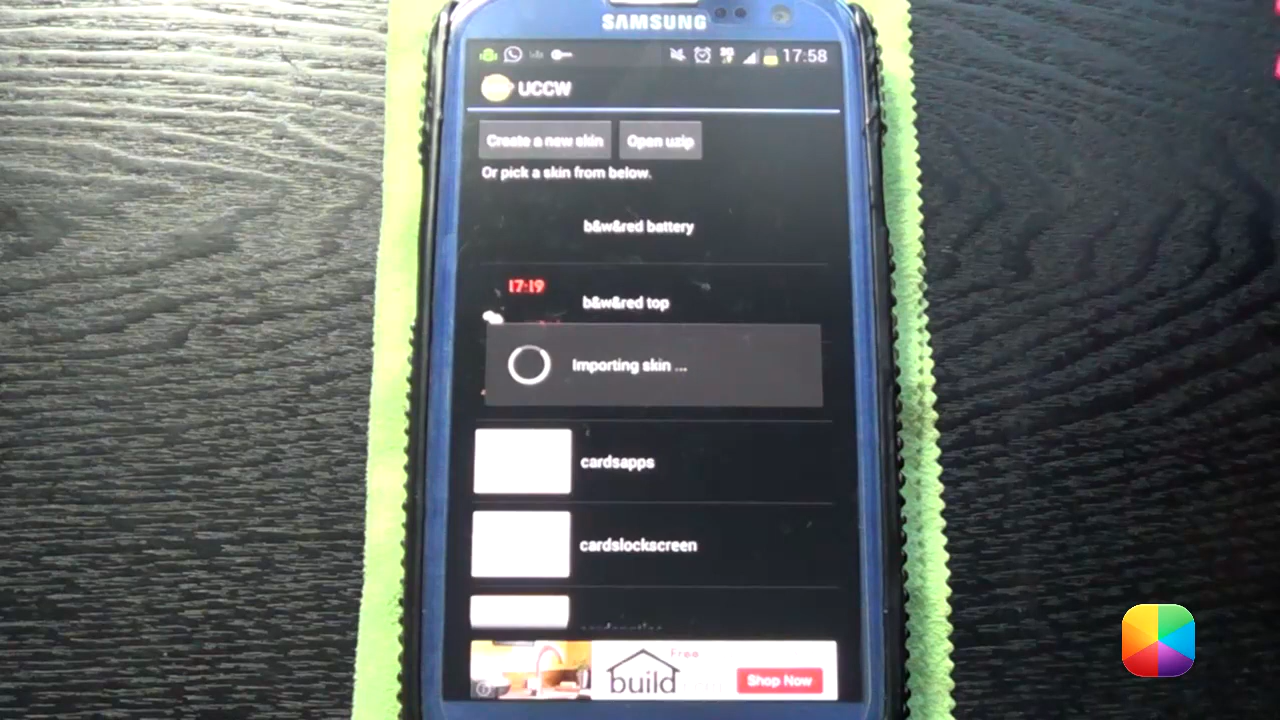 SAMSUNG
17:58
UCCW
Create a new skin
Open uzip
Or pick a skin from below.
b&w&red battery
17:19
b&w&red top
Importing skin ...
cardsapps
cardslockscreen
Free
build
Shop Now